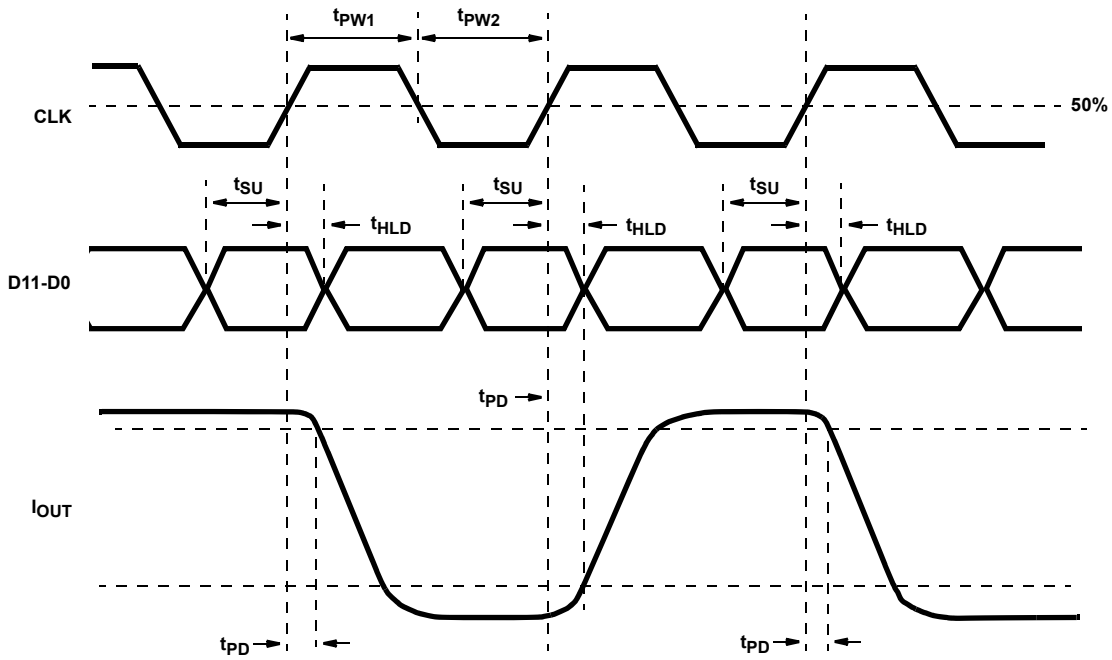 tPW1 tPW2
CLK
50%
tSU tSU tSU
tHLD tHLD tHLD
D11-D0
tPD
IOUT
tPD tPD